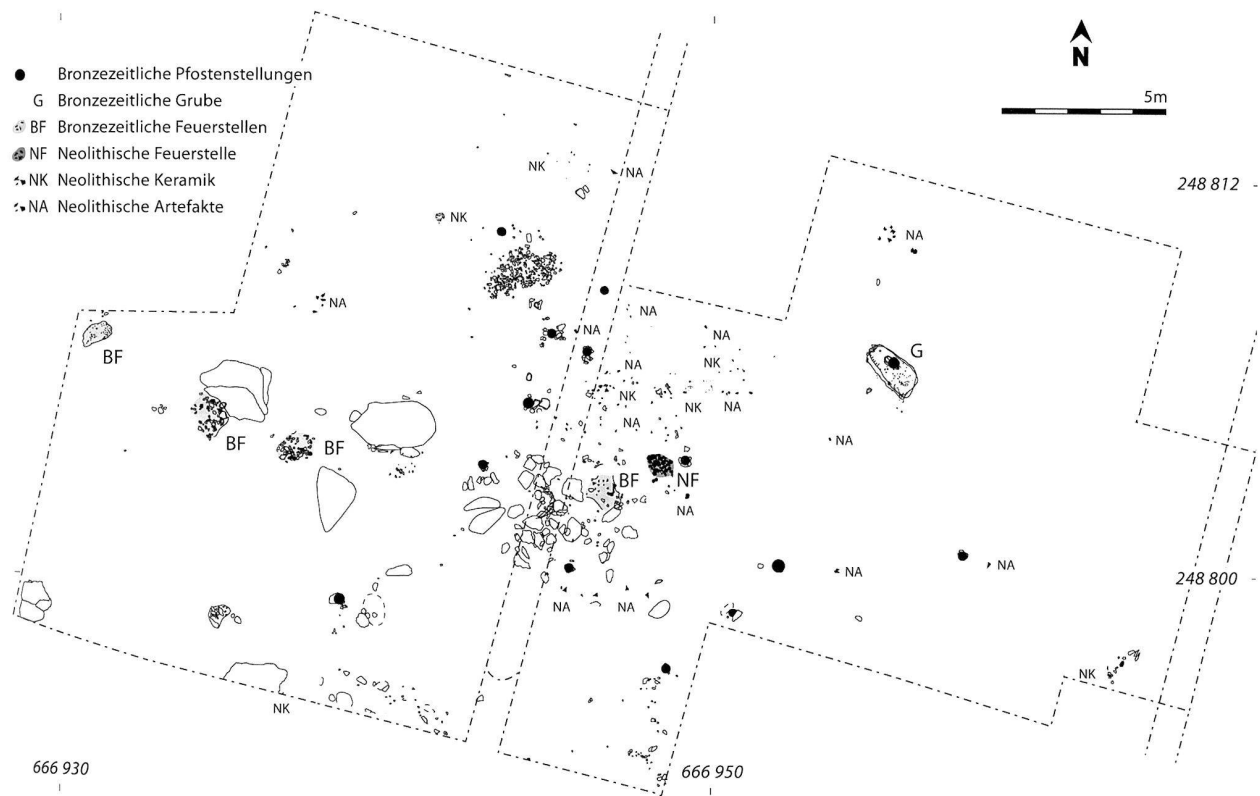 N
5m
Bronzezeitliche Pfostenstellungen
G Bronzezeitliche Grube
BF Bronzezeitliche Feuerstellen
NF Neolithische Feuerstelle
NK Neolithische Keramik
NA Neolithische Artefakte
NK
NA
248 812
NK
NA
NA
NA
NA
NA
BF
G
NA
NK
NK
NK
NA
BF
BF
NA
NA
BF
NF
NA
NA
NA
248 800
NA
NA
NA
NK
NK
666 930
666 950